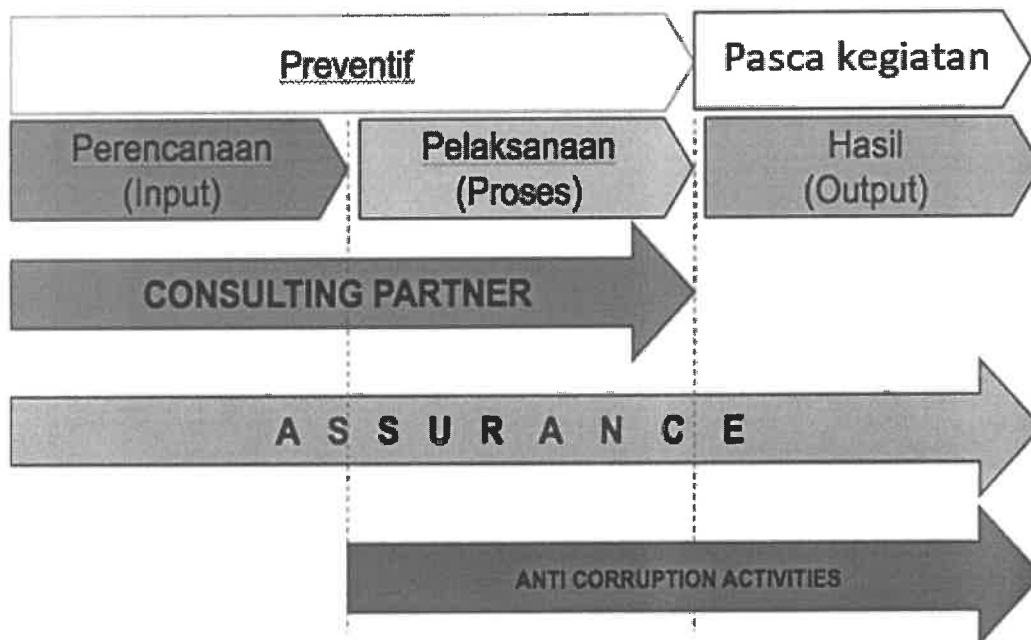 Preventif
Pasca kegiatan
Perencanaan
(Input)
Pelaksanaan
(Proses)
Hasil
(Output)
CONSULTING PARTNER
A S S U R A N C E
ANTI CORRUPTION ACTIVITIES